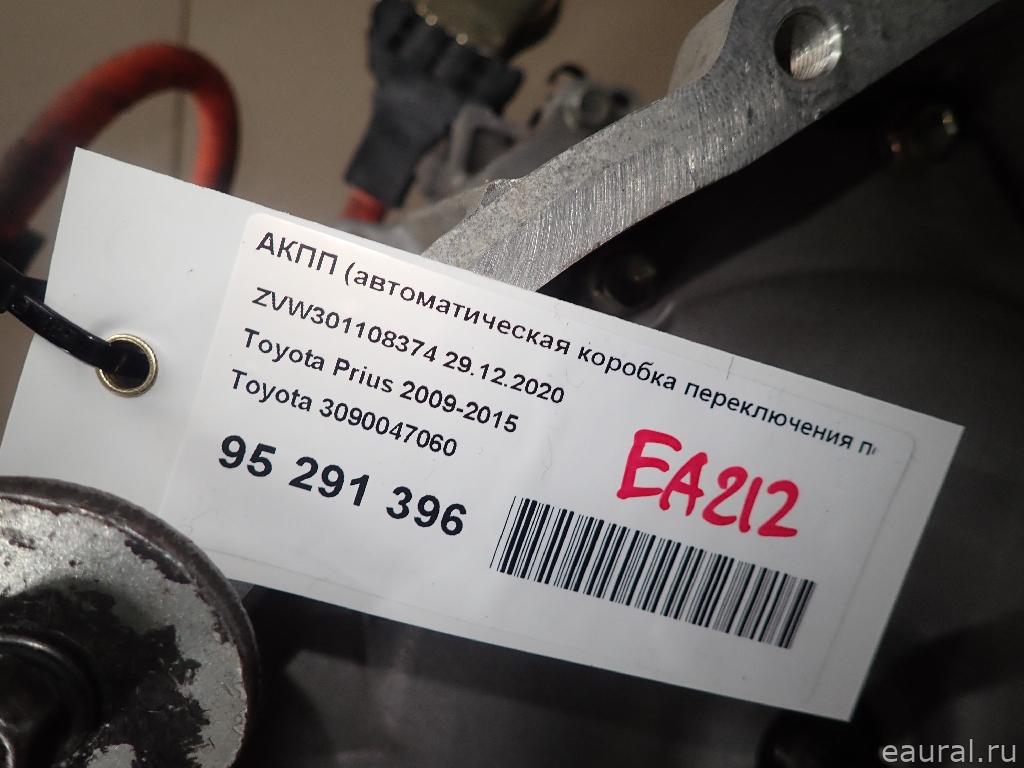 АКПП (автоматическая коробка переключения
ZVW301108374 29.12.2020
Toyota Prius 2009-2015
Toyota 3090047060
95 291 396
EA212
eaural.ru